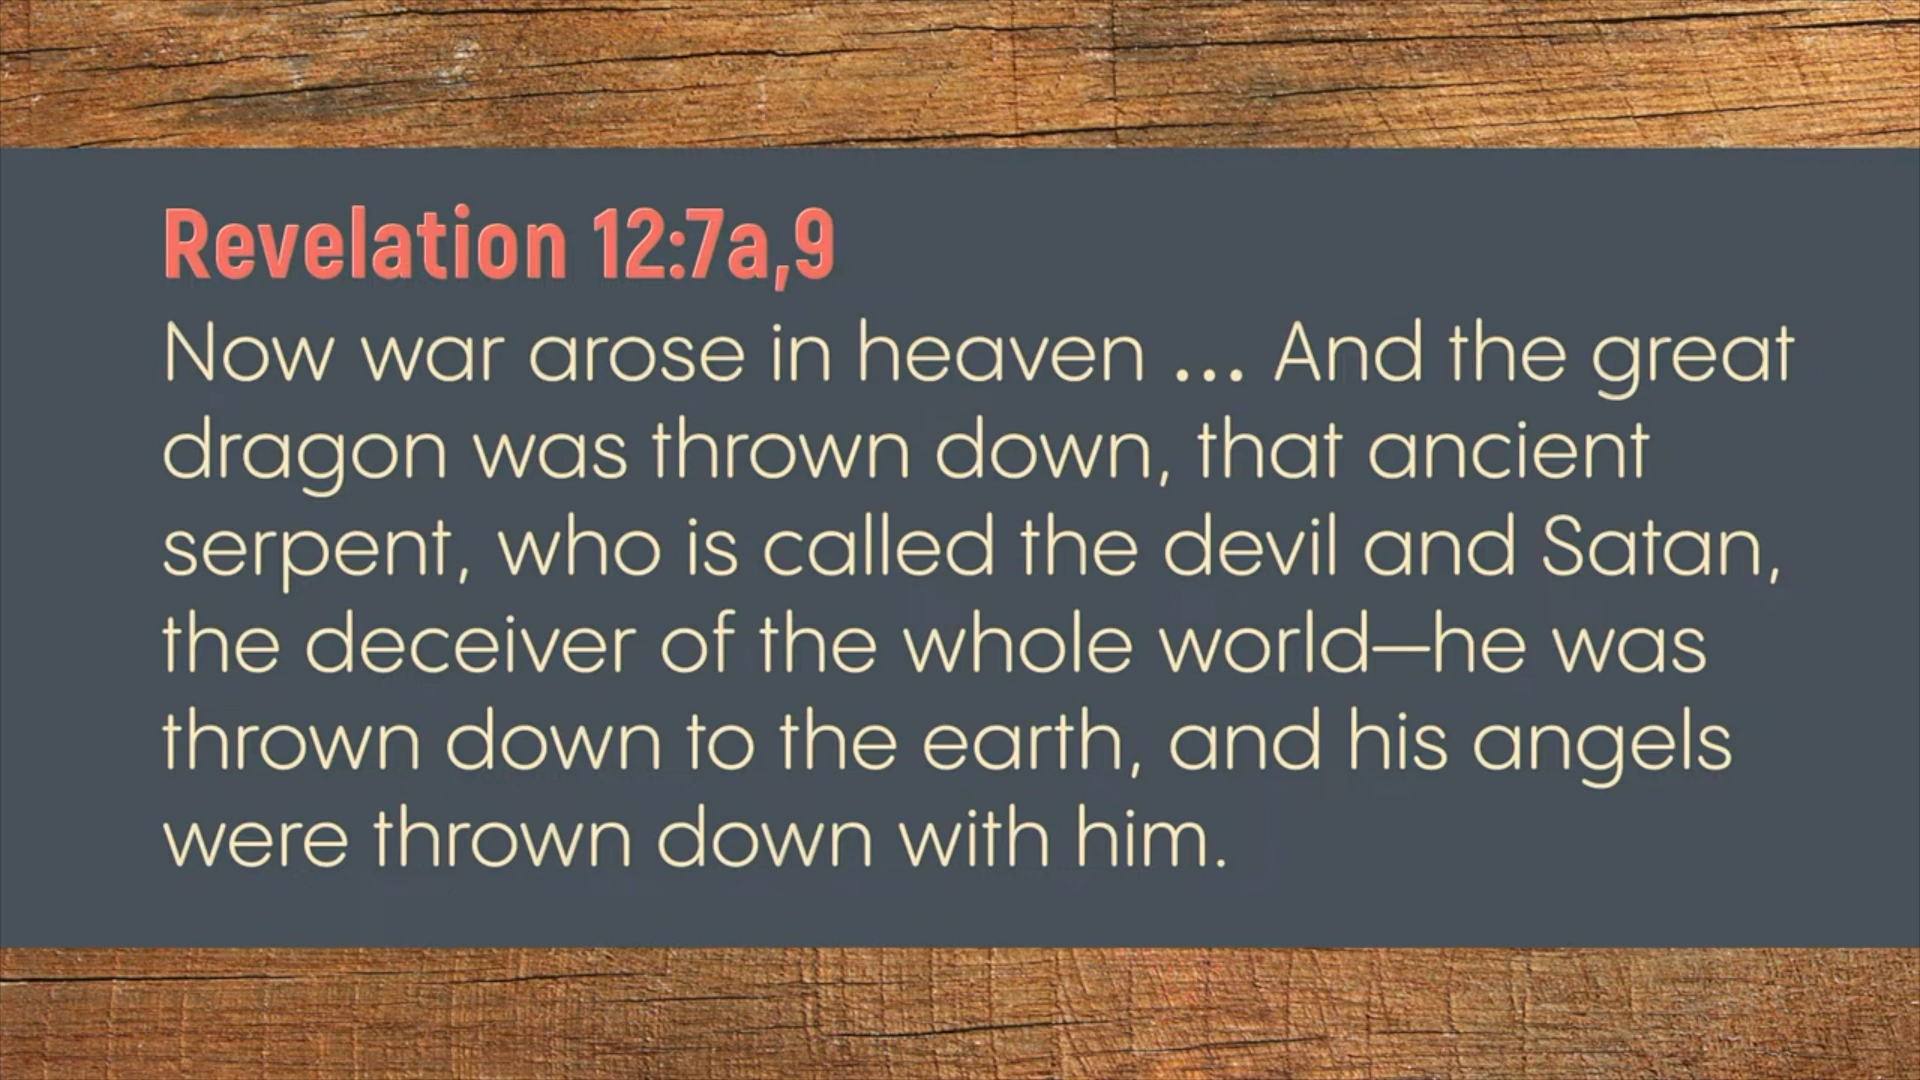 Revelation 12:7a,9
Now war arose in heaven ... And the great
dragon was thrown down, that ancient
serpent, who is called the devil and Satan,
the deceiver of the whole world—he was
thrown down to the earth, and his angels
were thrown down with him.